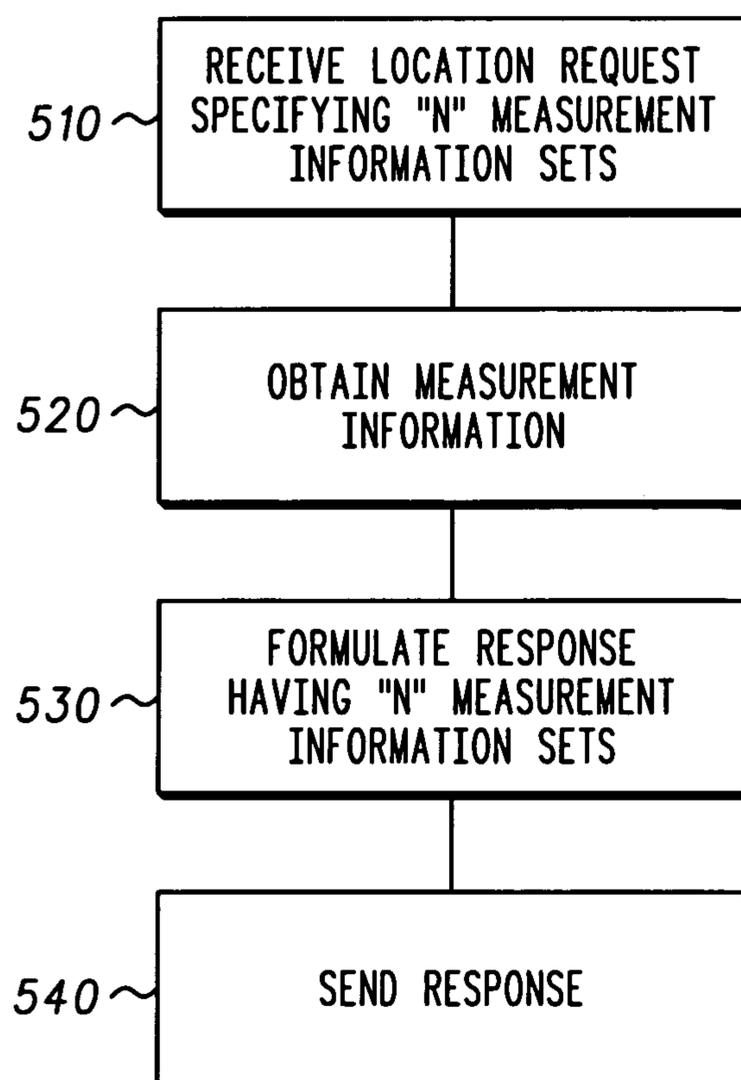 510
RECEIVE LOCATION REQUEST
SPECIFYING "N" MEASUREMENT
INFORMATION SETS
520
OBTAIN MEASUREMENT
INFORMATION
530
FORMULATE RESPONSE
HAVING "N" MEASUREMENT
INFORMATION SETS
540
SEND RESPONSE